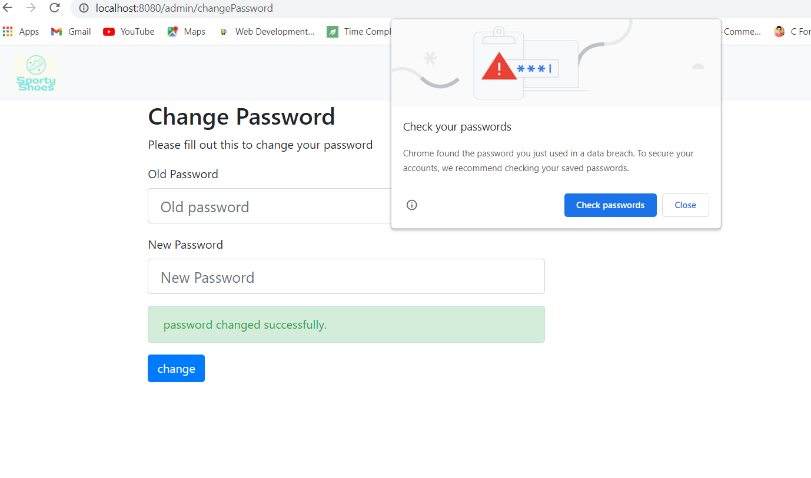 localhost:8080/admin/changePassword
Apps Gmail YouTube Maps Web Development... Time Compl -Comme... C For
Sporty
Shoes
Change Password
Please fill out this to change your password
Old Password
Old password
New Password
New Password
password changed successfully.
change
***
Check your passwords
Chrome found the password you just used in a data breach. To secure your
accounts, we recommend checking your saved passwords.
Check passwords Close